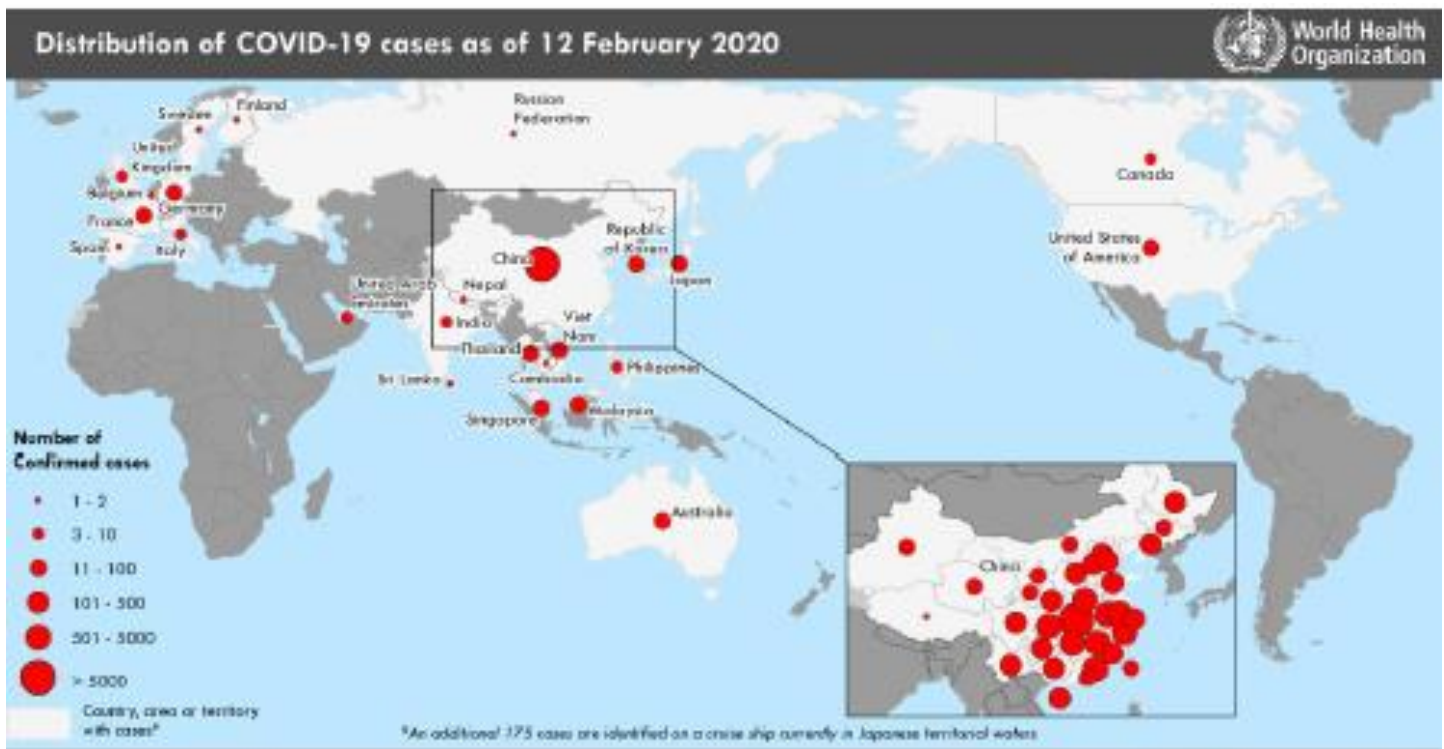 Distribution of COVID-19 cases as of 12 February 2020
World Health
Organization
Finland
Sweden
Russian
Federation
United
Kingdom
Belgium
Germany
France
Spain
Italy
Canada
United States
of America
Republic
of Korea
China
Japan
United Arab
Emirates
Nepal
India
Viet
Nam
Thailand
Cambodia
Philippines
Sri Lanka
Singapore
Malaysia
Australia
Number of
Confirmed cases
1 - 2
3 - 10
11 - 100
101 - 500
501 - 5000
> 5000
Country, area or territory
with cases*
China
*An additional 175 cases are identified on a cruise ship currently in Japanese territorial waters